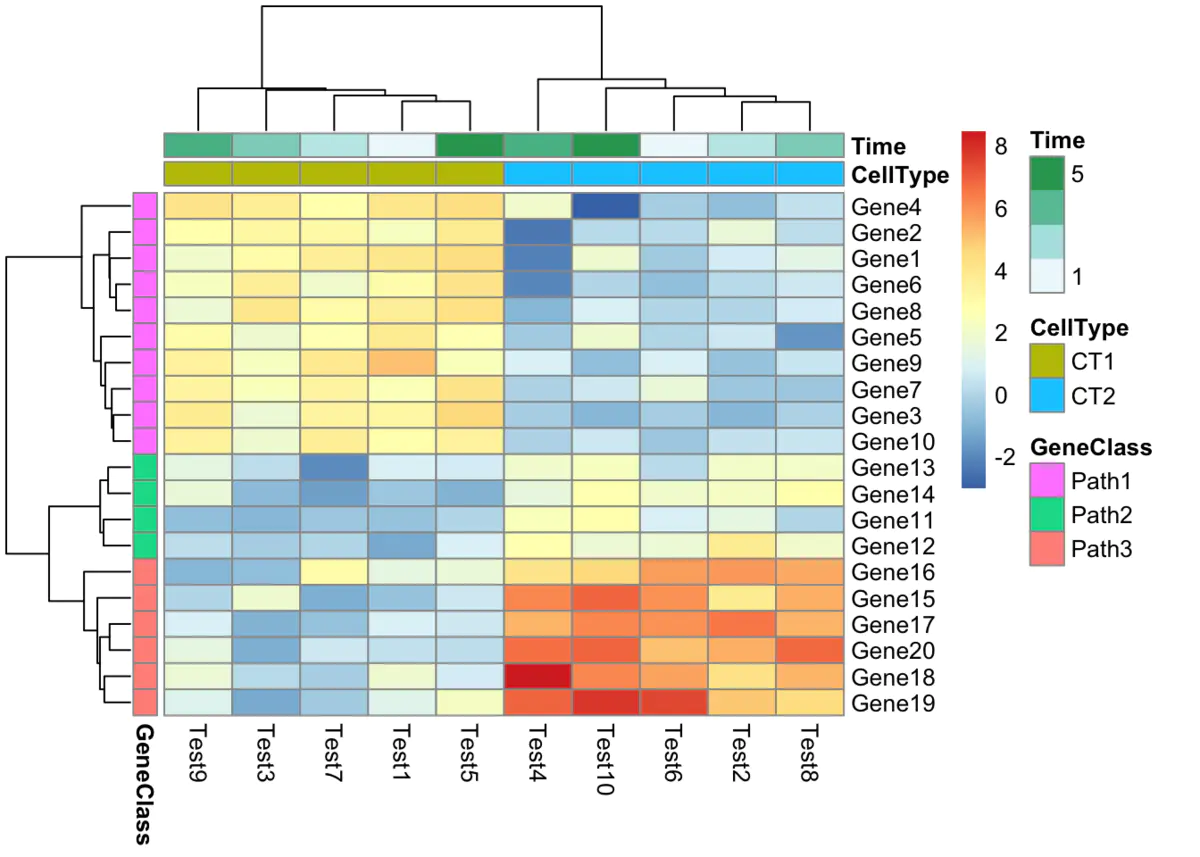 Time
CellType
Gene4
Gene2
Gene1
Gene6
Gene8
Gene5
Gene9
Gene7
Gene3
Gene10
Gene13
Gene14
Gene11
Gene12
Gene16
Gene15
Gene17
Gene20
Gene18
Gene19
GeneClass
Test9
Test3
Test7
Test1
Test5
Test4
Test10
Test6
Test2
Test8
8
6
4
2
0
-2
Time
5
1
CellType
CT1
CT2
GeneClass
Path1
Path2
Path3